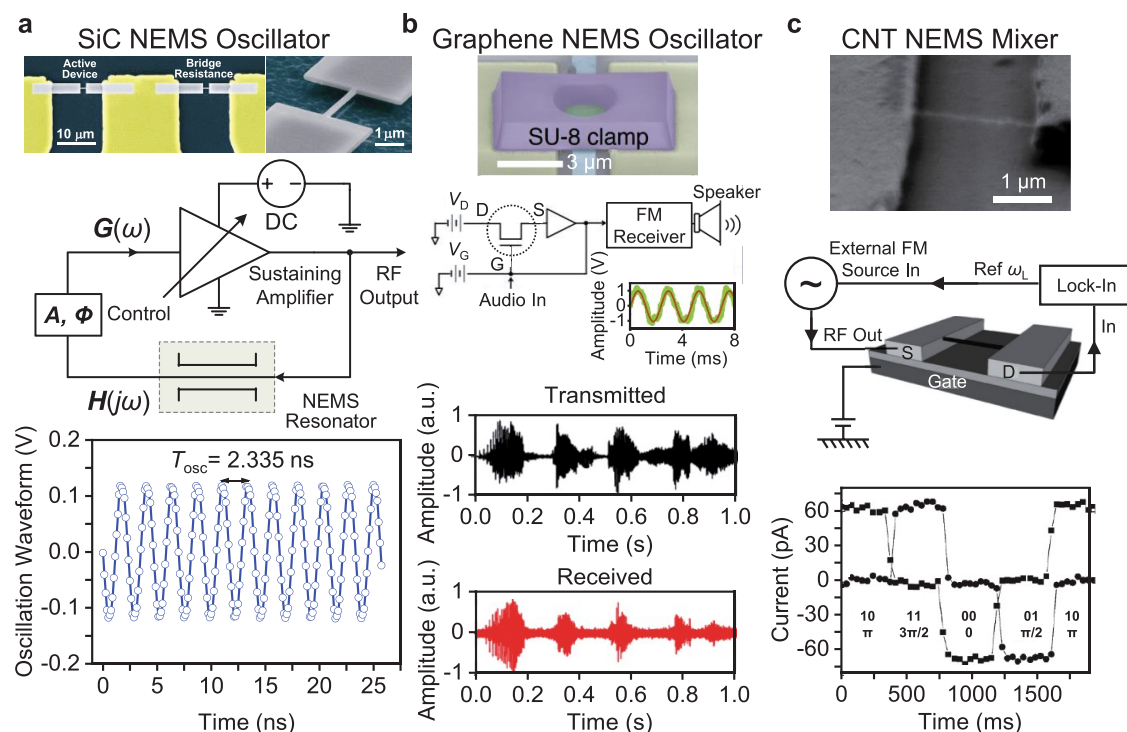 a
SiC NEMS Oscillator
Active
Device
Bridge
Resistance
10 μm
1 μm
+
−
DC
G(ω)
Sustaining
Amplifier
RF
Output
A, Φ
Control
H(jω)
NEMS
Resonator
Oscillation Waveform (V)
0.2
0.1
0.0
-0.1
-0.2
Tosc= 2.335 ns
0
5
10
15
20
25
Time (ns)
b
Graphene NEMS Oscillator
SU-8 clamp
3 μm
VD
D
S
VG
G
Audio In
FM
Receiver
Speaker
Amplitude (V)
1
0
-1
0
4
8
Time (ms)
Transmitted
Amplitude (a.u.)
1
0
-1
0.0
0.2
0.4
0.6
0.8
1.0
Time (s)
Received
Amplitude (a.u.)
1
0
-1
0.0
0.2
0.4
0.6
0.8
1.0
Time (s)
c
CNT NEMS Mixer
1 μm
External FM
Source In
Ref ωL
Lock-In
~
RF Out
In
S
D
Gate
Current (pA)
60
30
0
-30
-60
10
π
11
3π/2
00
0
01
π/2
10
π
0
500
1000
1500
Time (ms)